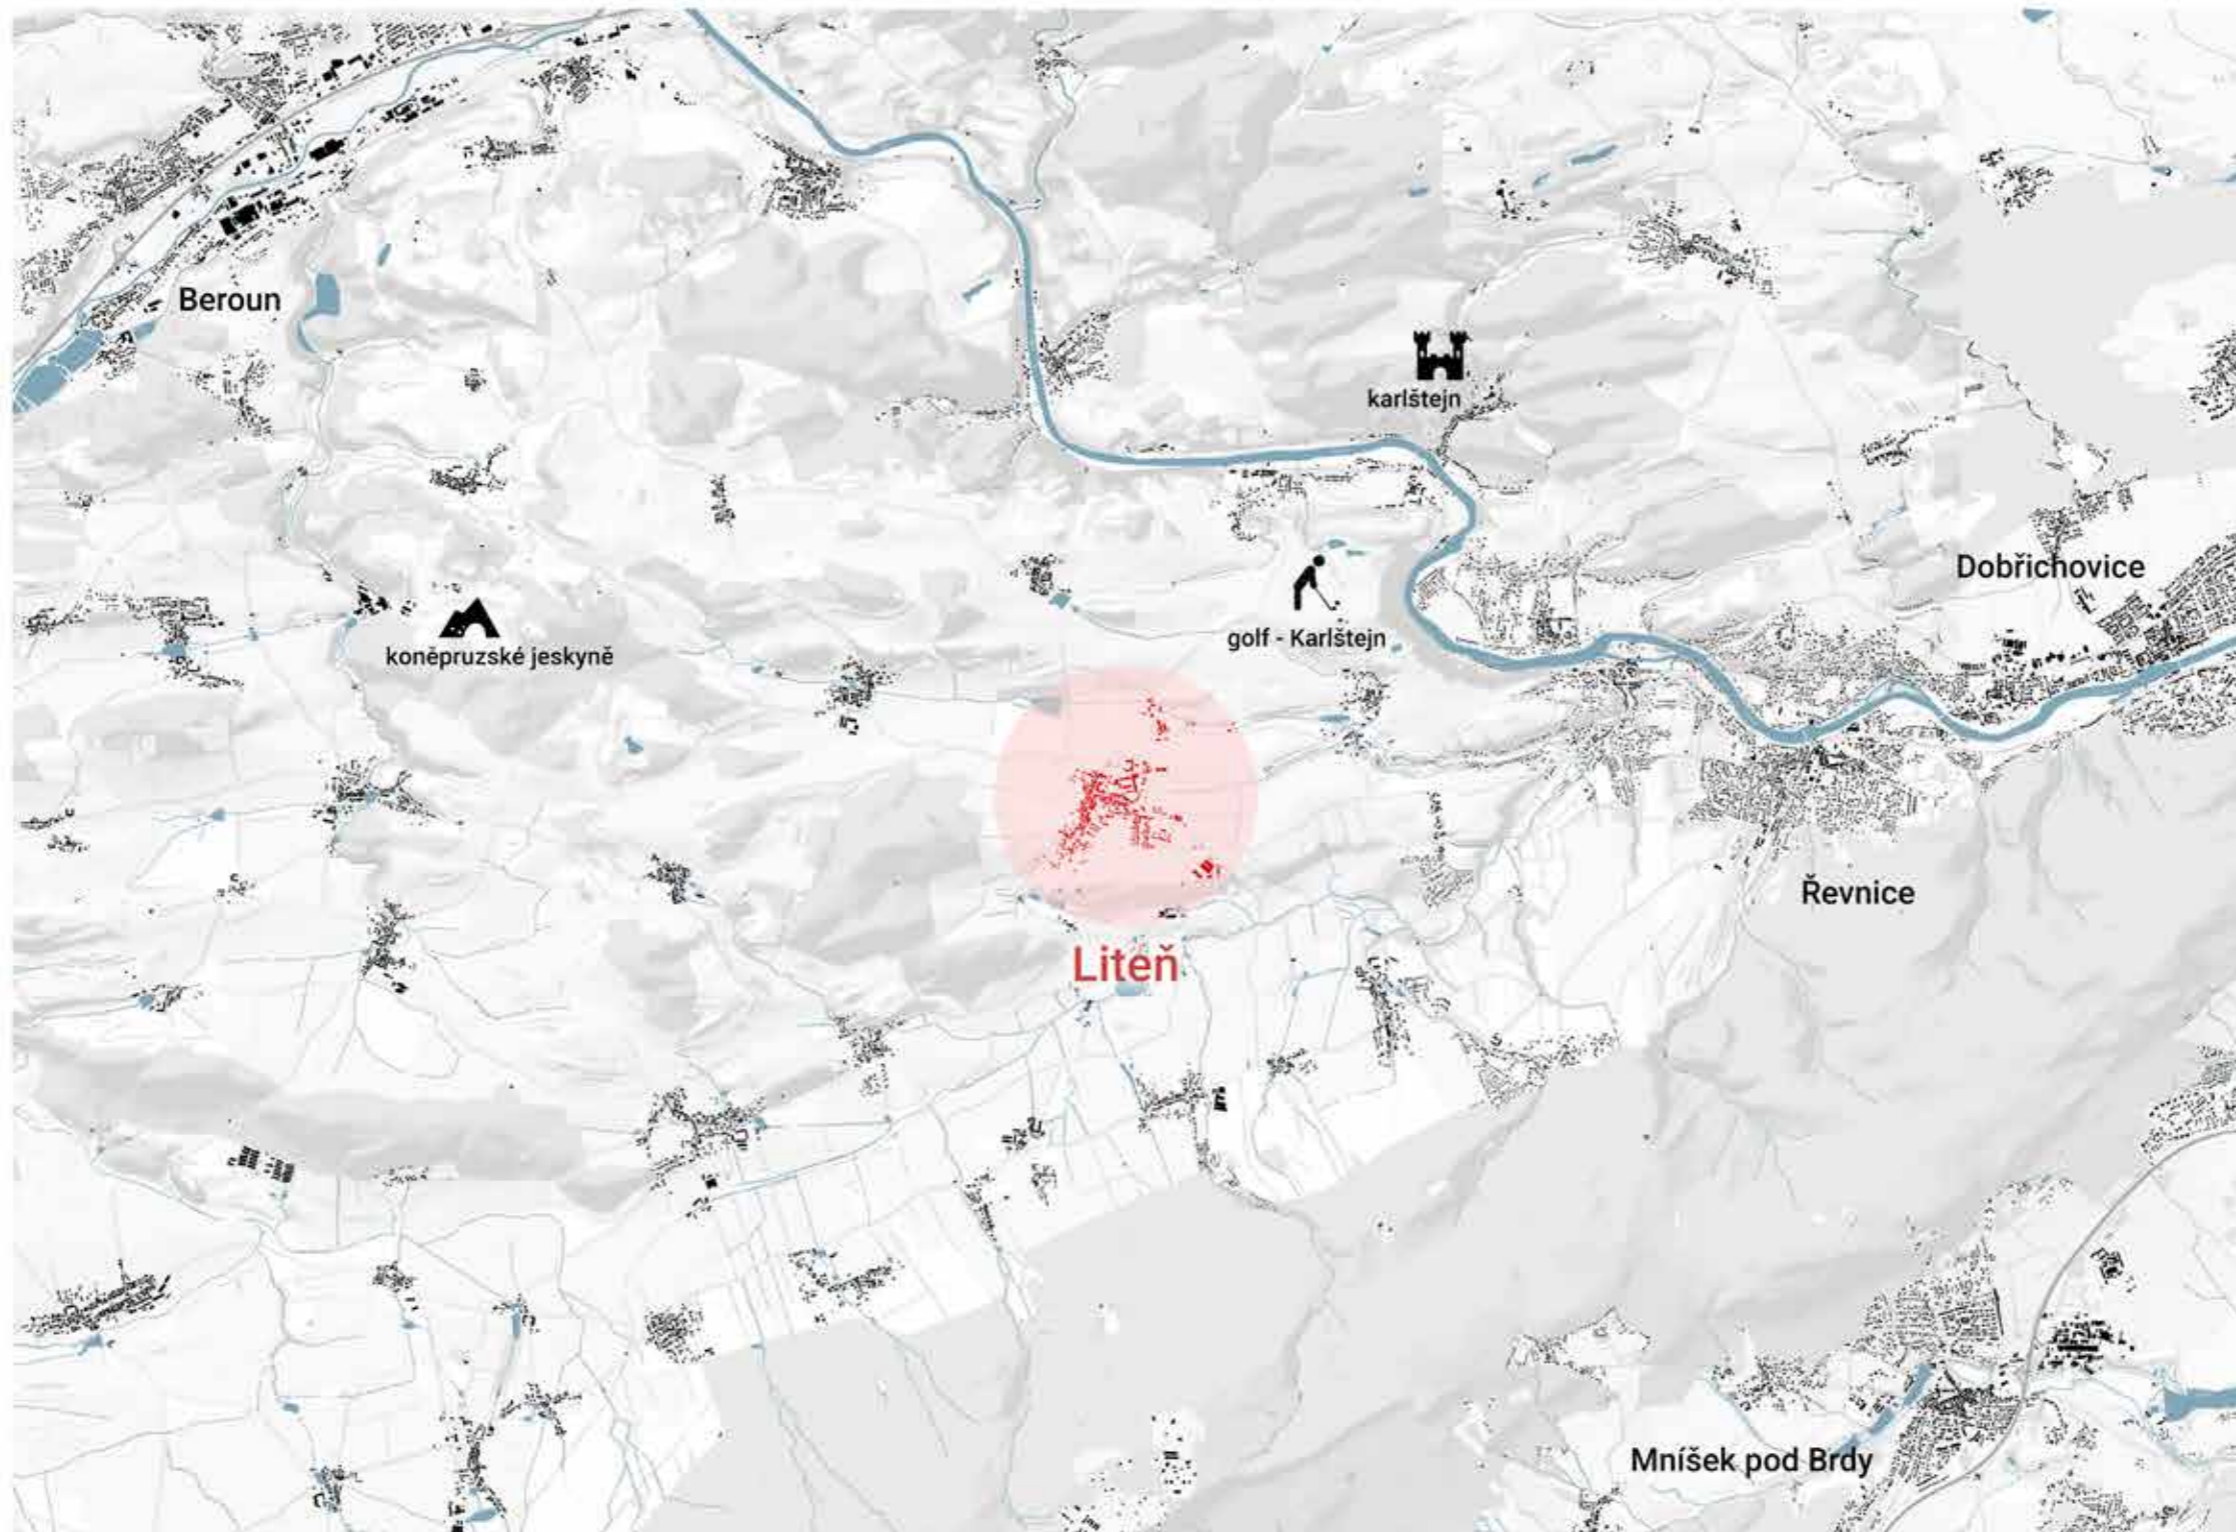 Beroun
karlštejn
Dobřichovice
golf - Karlštejn
koněpruzské jeskyně
Řevnice
Liteň
Mníšek pod Brdy